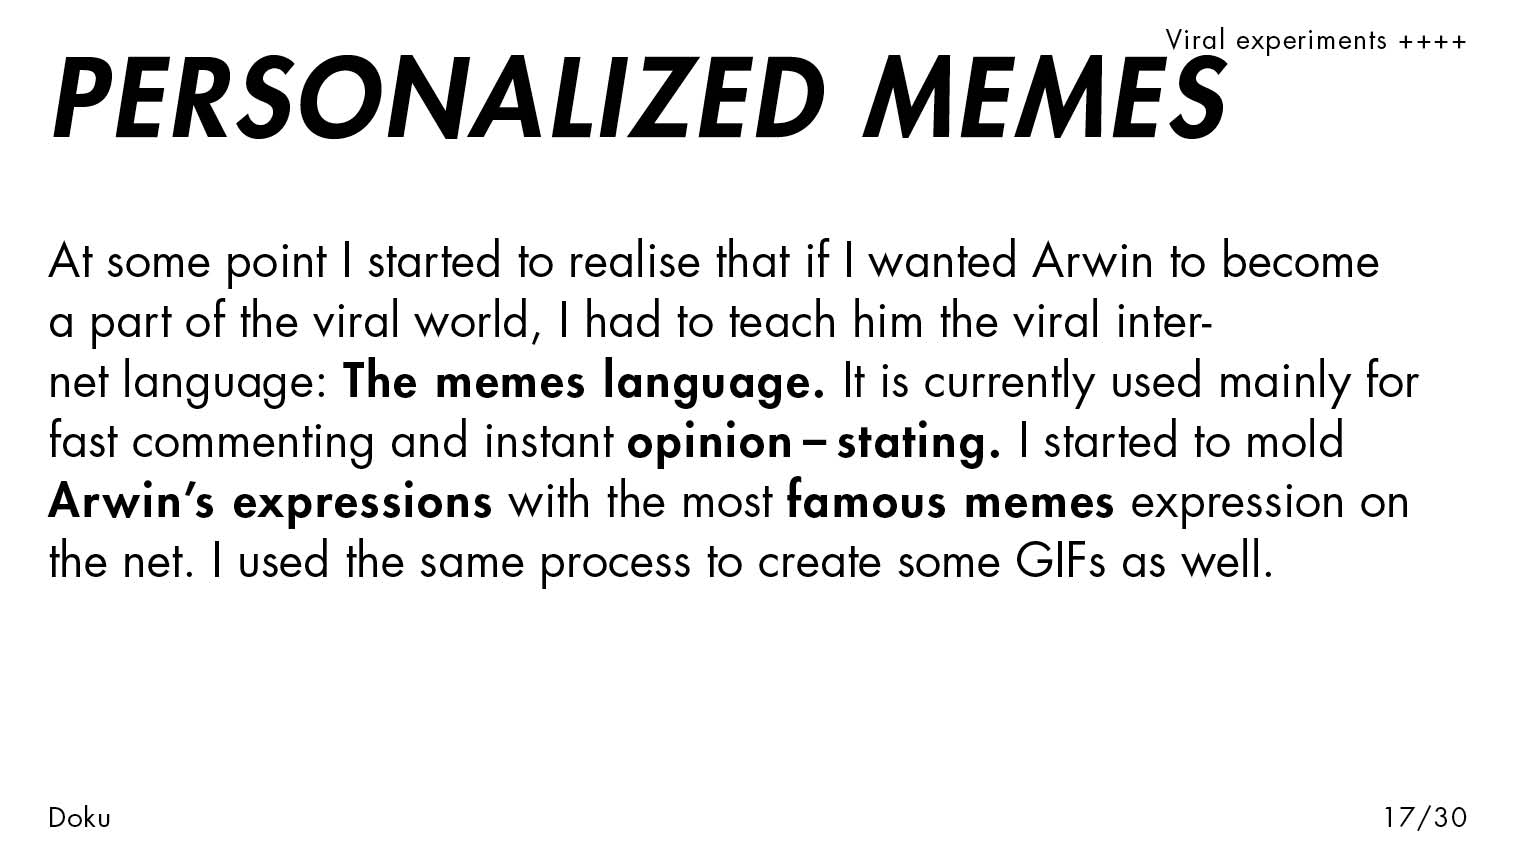 Viral experiments ++++
PERSONALIZED MEMES
At some point I started to realise that if I wanted Arwin to become
a part of the viral world, I had to teach him the viral inter-
net language: The memes language. It is currently used mainly for
fast commenting and instant opinion – stating. I started to mold
Arwin’s expressions with the most famous memes expression on
the net. I used the same process to create some GIFs as well.
Doku
17/30